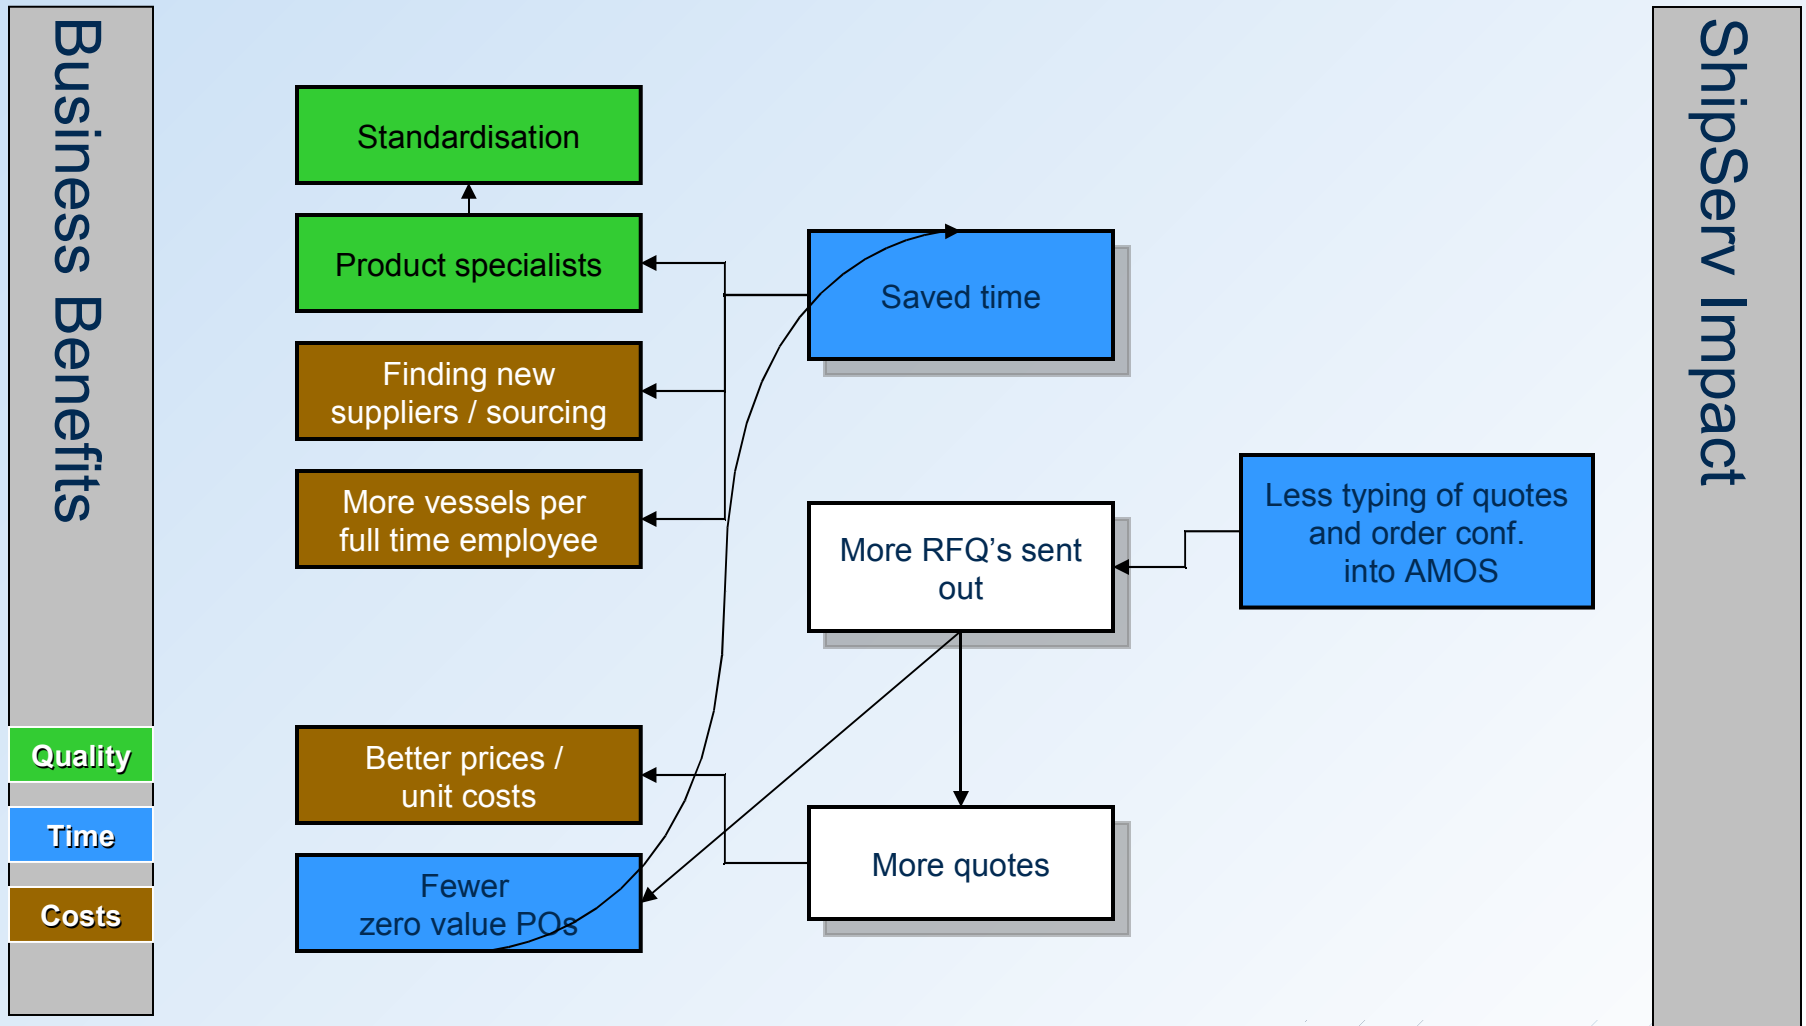 Business Benefits
Standardisation
Product specialists
Finding new
suppliers / sourcing
More vessels per
full time employee
Better prices /
unit costs
Fewer
zero value POs
Saved time
More RFQ’s sent
out
More quotes
Less typing of quotes
and order conf.
into AMOS
ShipServ Impact
Quality
Time
Costs